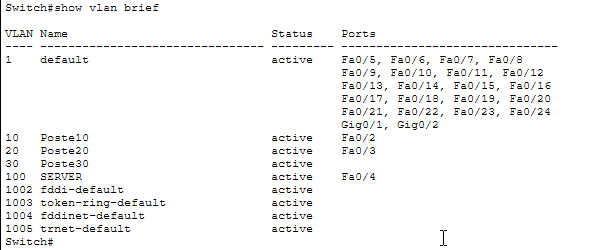 Switch#show vlan brief
VLAN Name                             Status    Ports
---- -------------------------------- --------- -------------------------------
1    default                          active    Fa0/5, Fa0/6, Fa0/7, Fa0/8
                                                Fa0/9, Fa0/10, Fa0/11, Fa0/12
                                                Fa0/13, Fa0/14, Fa0/15, Fa0/16
                                                Fa0/17, Fa0/18, Fa0/19, Fa0/20
                                                Fa0/21, Fa0/22, Fa0/23, Fa0/24
                                                Gig0/1, Gig0/2
10   Poste10                          active    Fa0/2
20   Poste20                          active    Fa0/3
30   Poste30                          active
100  SERVER                           active    Fa0/4
1002 fddi-default                     active
1003 token-ring-default               active
1004 fddinet-default                  active
1005 trnet-default                    active
Switch#